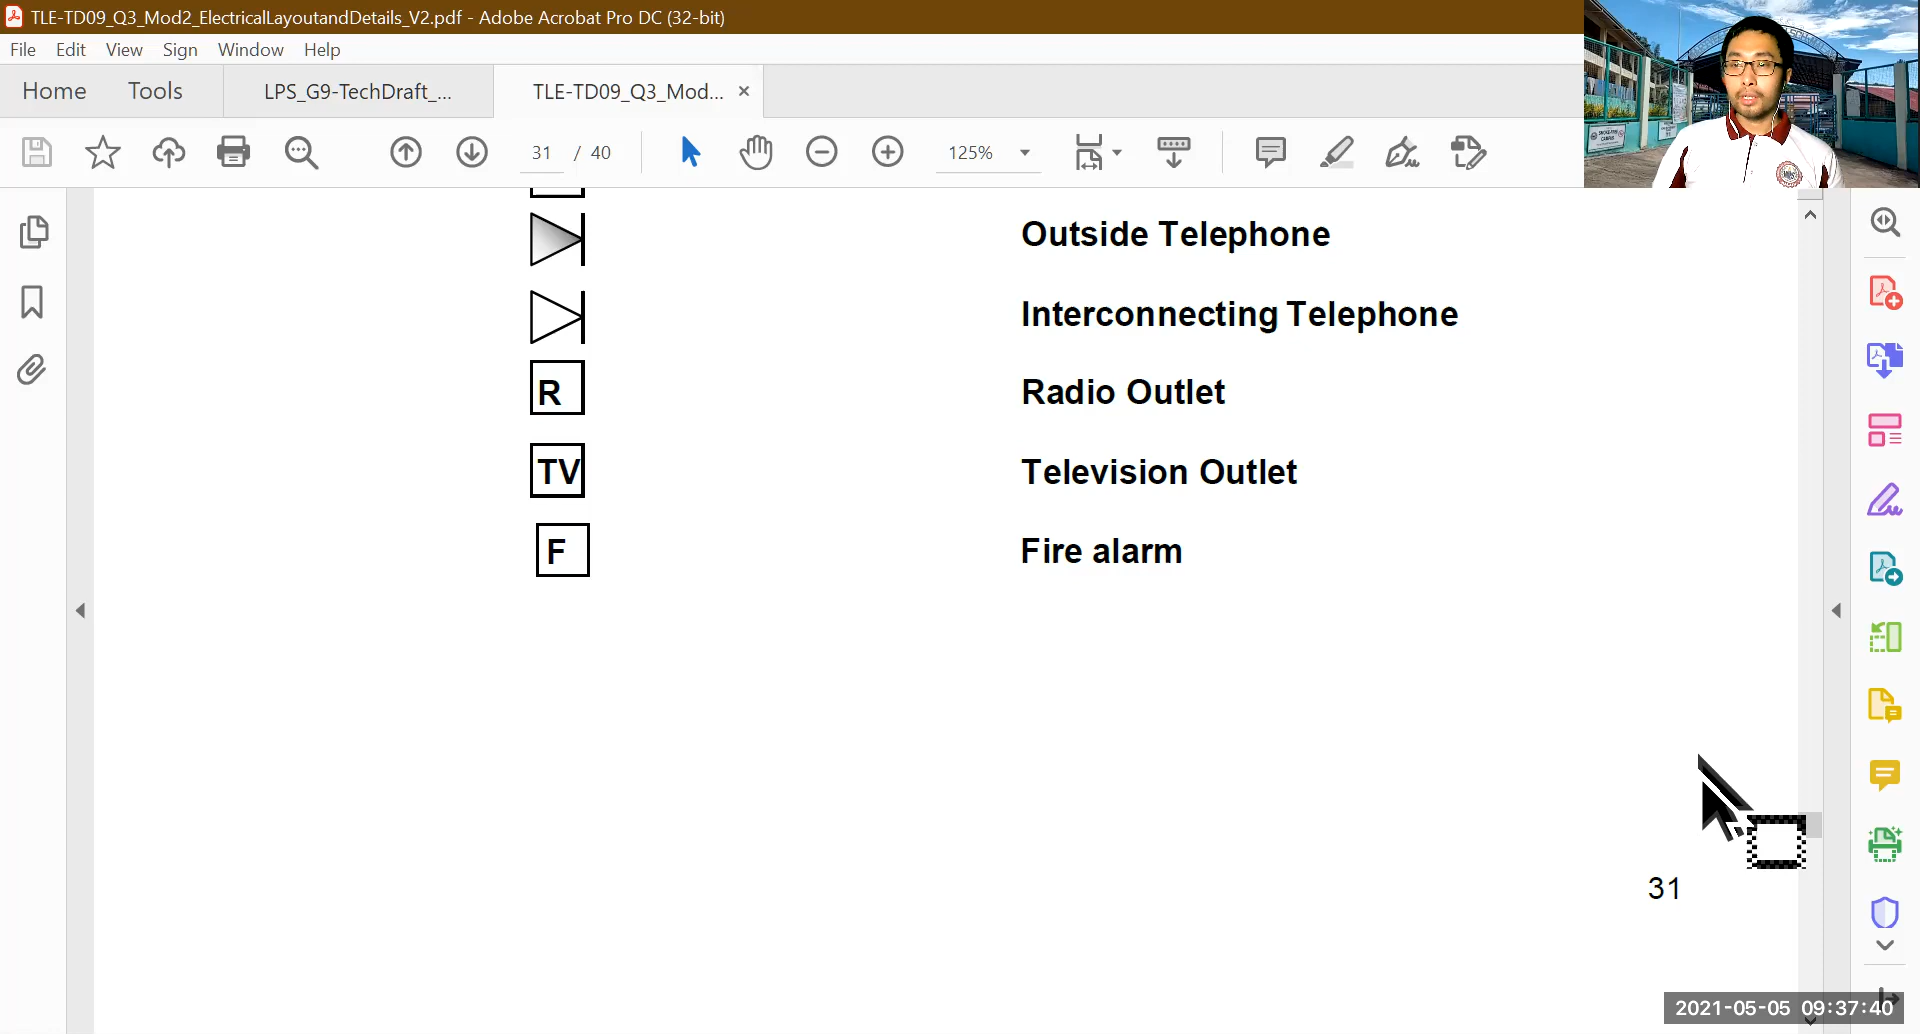 TLE-TD09_Q3_Mod2_ElectricalLayoutandDetails_V2.pdf - Adobe Acrobat Pro DC (32-bit)
File Edit View Sign Window Help
Home Tools LPS_G9-TechDraft_... TLE-TD09_Q3_Mod... ×
31 / 40 125%
Outside Telephone
Interconnecting Telephone
R Radio Outlet
TV Television Outlet
F Fire alarm
31
2021-05-05 09:37:40